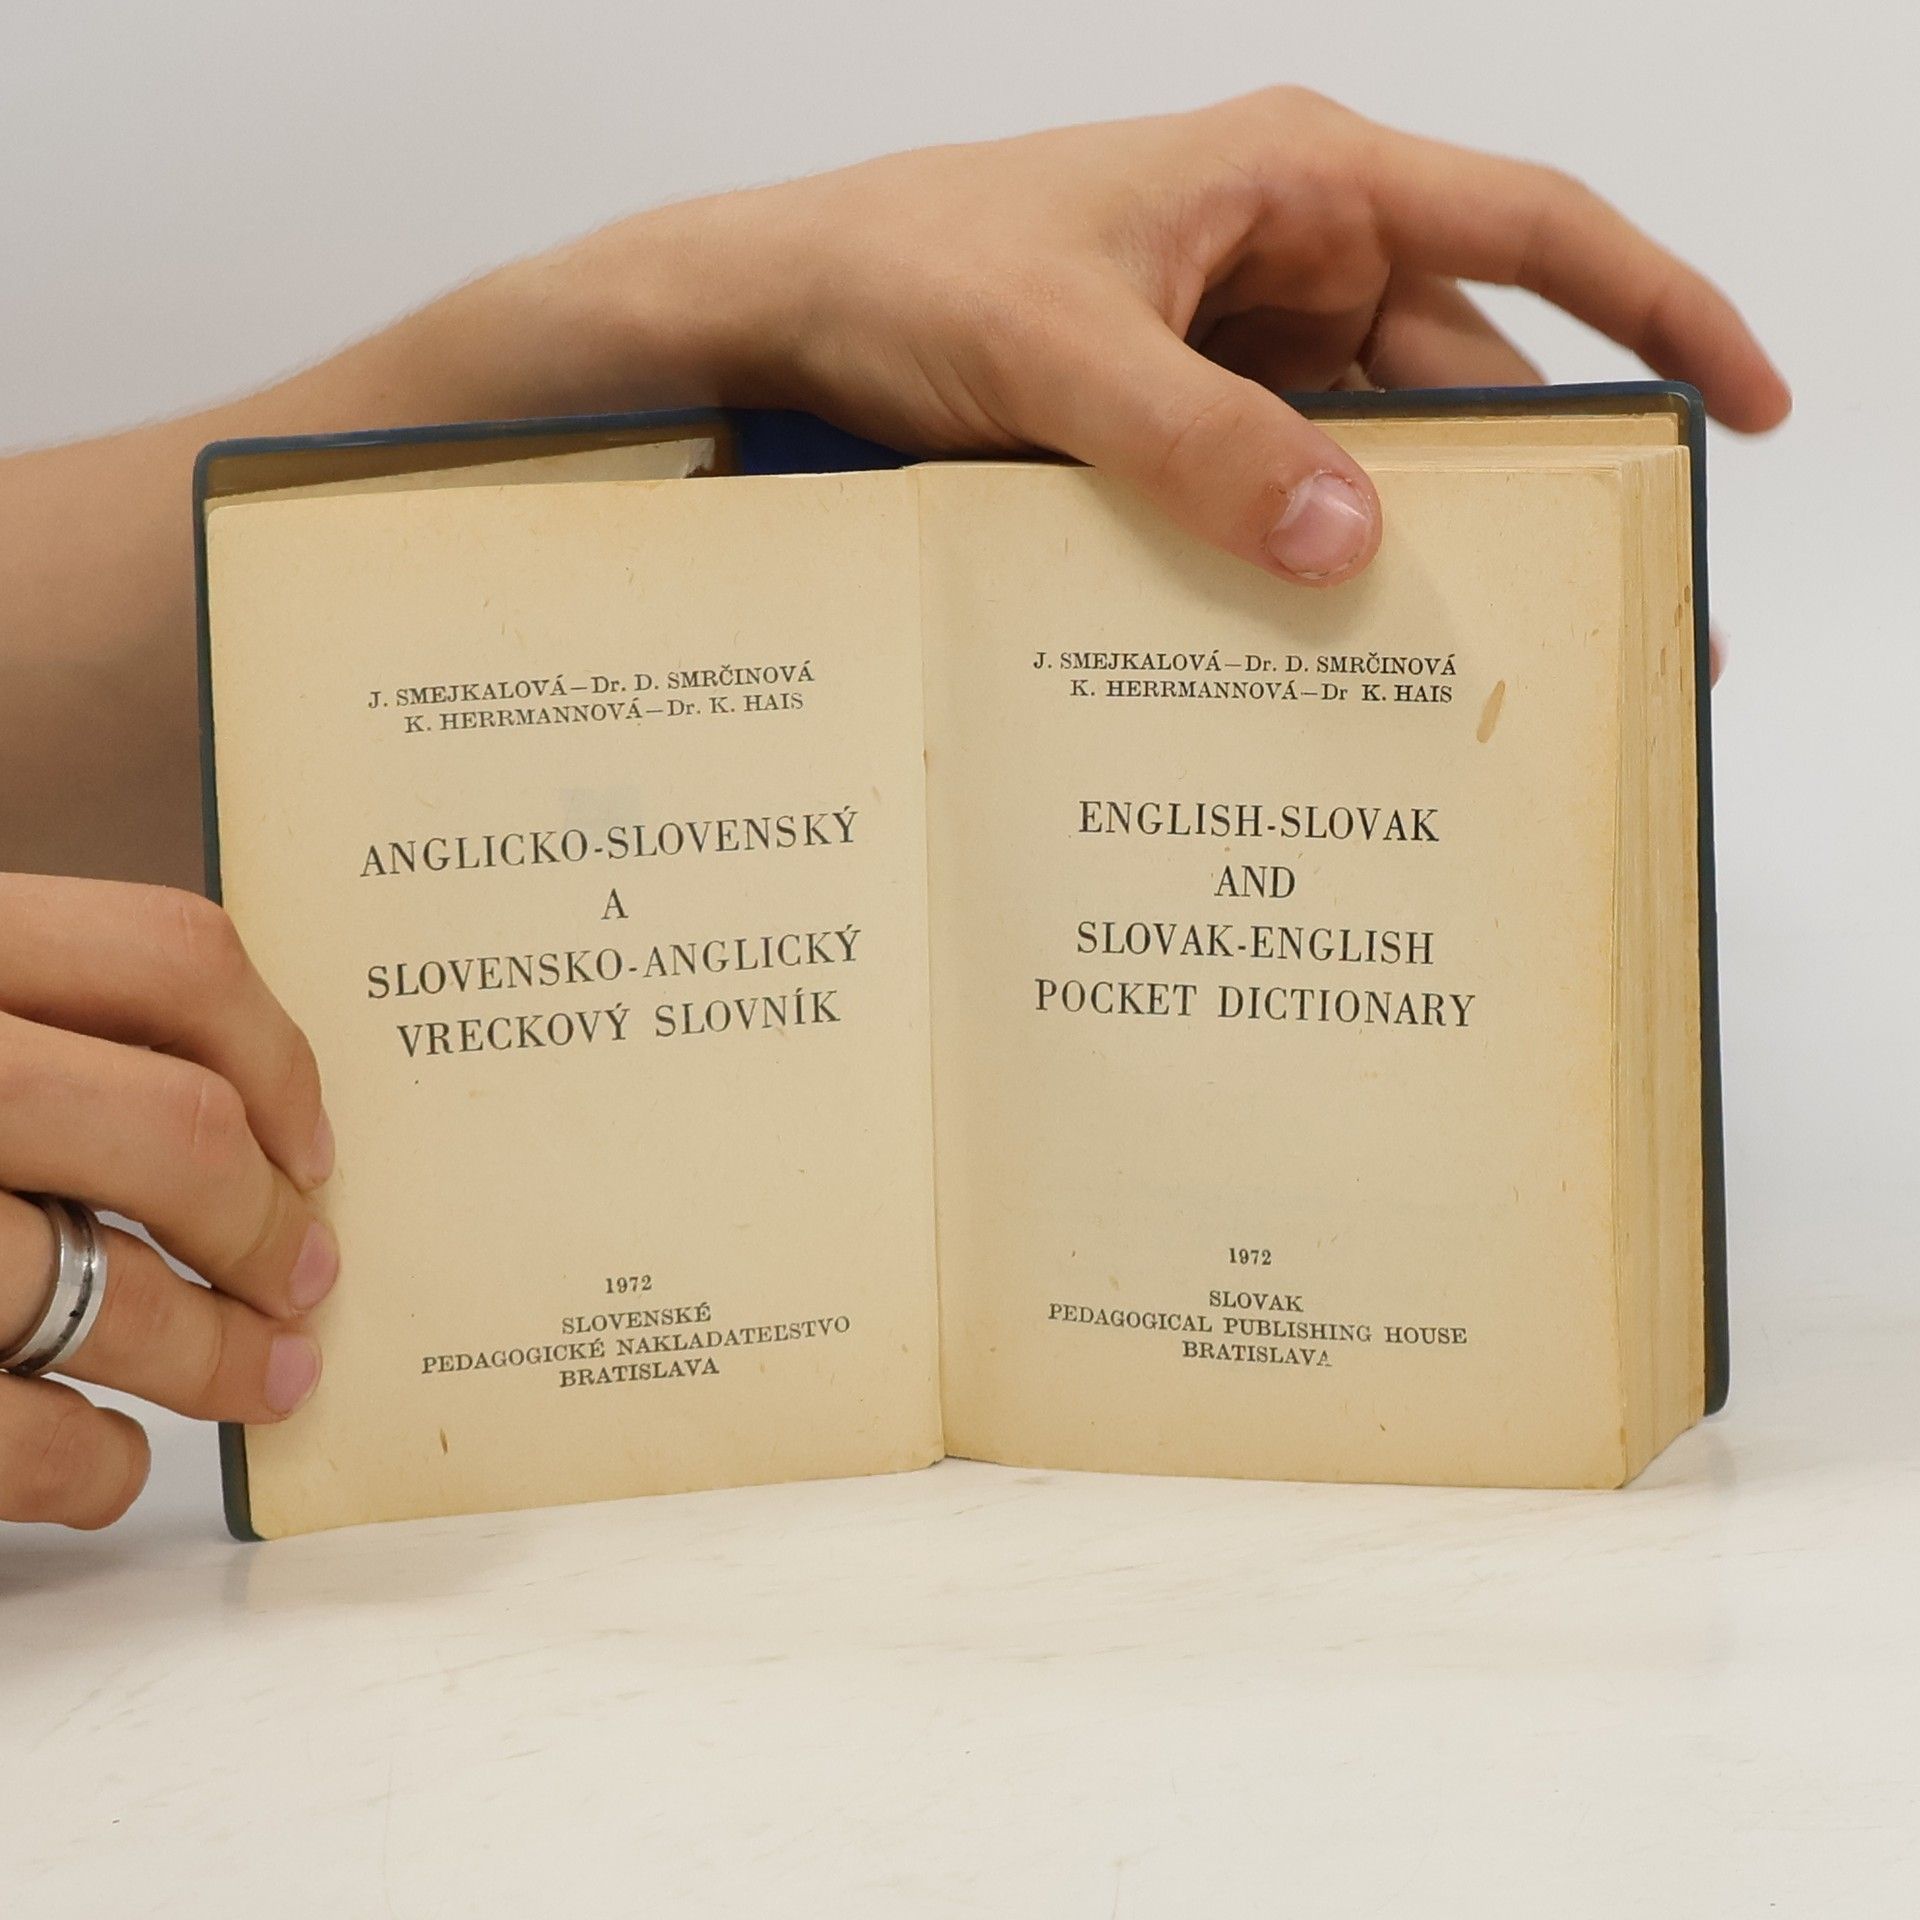 J. SMEJKALOVÁ—Dr. D. SMRČINOVÁ
K. HERRMANNOVÁ—Dr. K. HAIS
ANGLICKO-SLOVENSKÝ
A
SLOVENSKO-ANGLICKÝ
VRECKOVÝ SLOVNÍK
1972
SLOVENSKÉ
PEDAGOGICKÉ NAKLADATEĽSTVO
BRATISLAVA
J. SMEJKALOVÁ—Dr. D. SMRČINOVÁ
K. HERRMANNOVÁ—Dr K. HAIS
ENGLISH-SLOVAK
AND
SLOVAK-ENGLISH
POCKET DICTIONARY
1972
SLOVAK
PEDAGOGICAL PUBLISHING HOUSE
BRATISLAVA